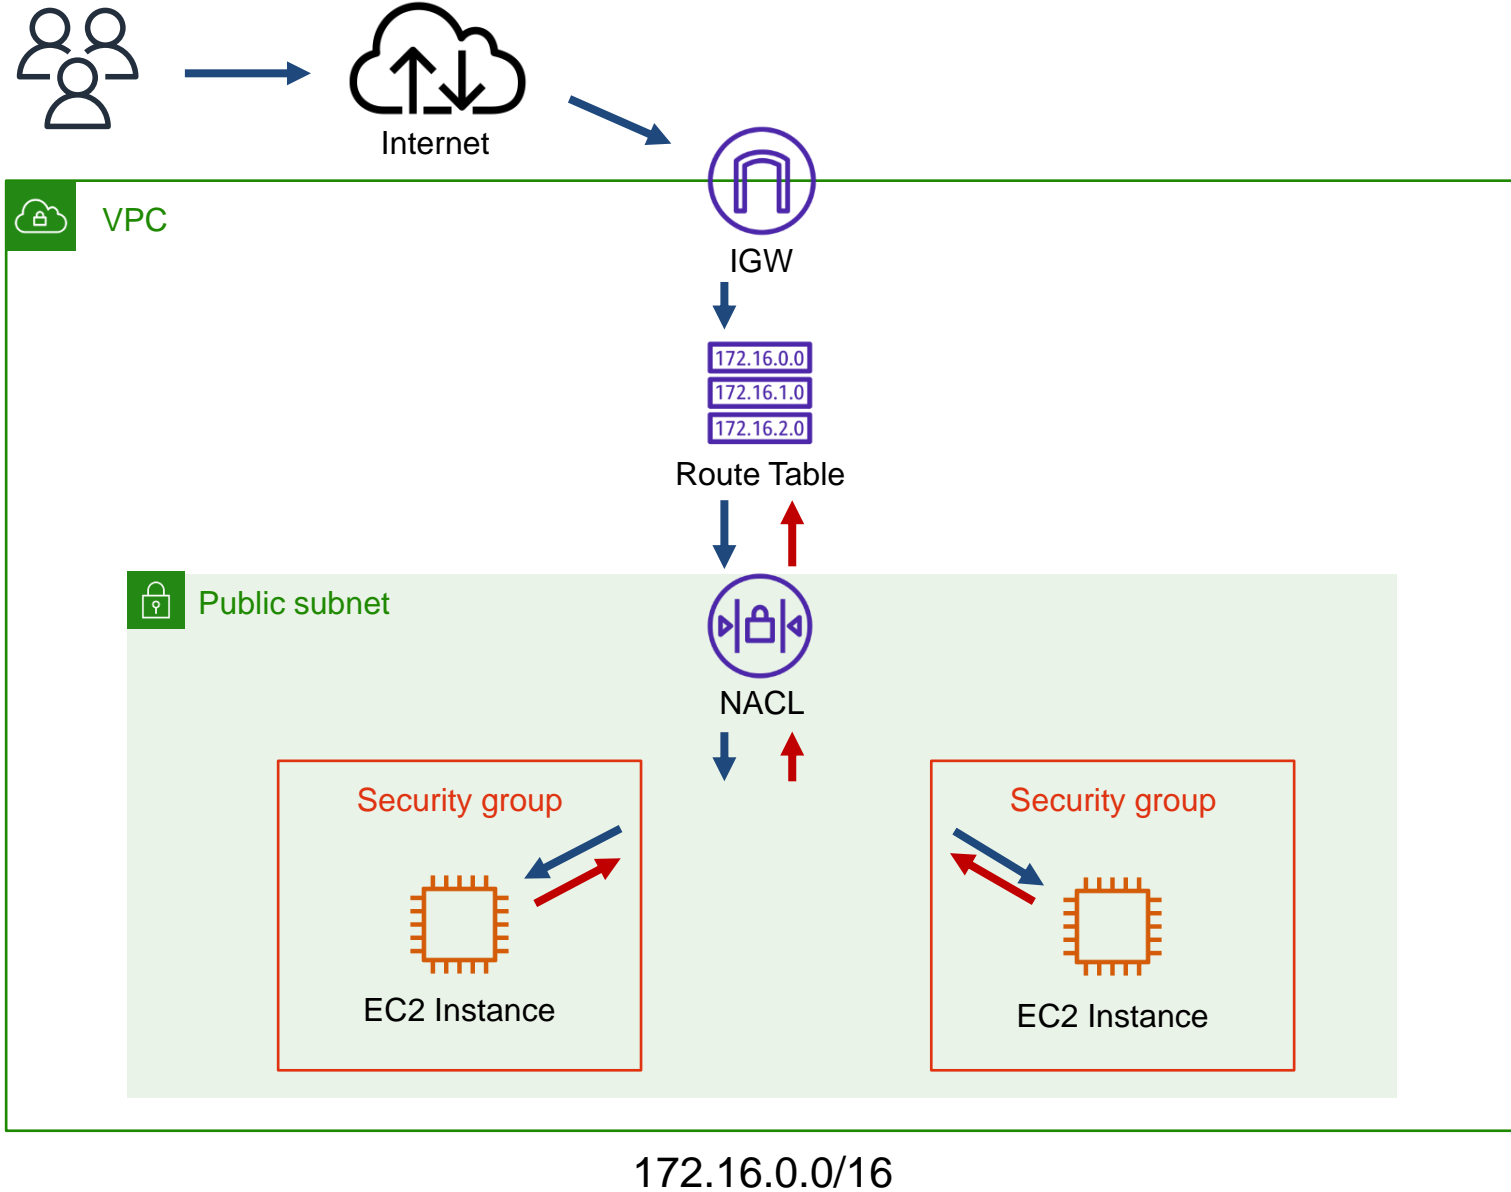 Internet
VPC
IGW
172.16.0.0
172.16.1.0
172.16.2.0
Route Table
Public subnet
NACL
Security group
Security group
EC2 Instance
EC2 Instance
172.16.0.0/16